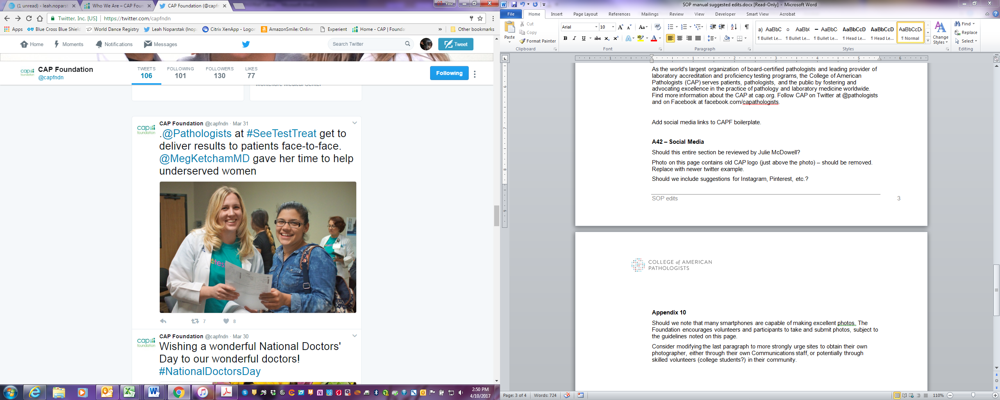 (1 unread) - leah.noparst
Who We Are – CAP Foun
CAP Foundation (@capfn
You
Twitter, Inc. [US]
https://twitter.com/capfndn
Apps
Blue Cross Blue Shield
World Dance Registry
Leah Noparstak (lnopa
Citrix XenApp - Logon
AmazonSmile: Online
Experient
Home - CAP | Founda
»
Other bookmarks
Home
Moments
Notifications
Messages
Search Twitter
Tweet
cap foundation
CAP Foundation
@capfndn
TWEETS
106
FOLLOWING
101
FOLLOWERS
130
LIKES
77
Following
Montefiore Medical Center
cap foundation
CAP Foundation @capfndn · Mar 31
.@Pathologists at #SeeTestTreat get to
deliver results to patients face-to-face.
@MegKetchamMD gave her time to help
underserved women
7
8
cap foundation
CAP Foundation @capfndn · Mar 30
Wishing a wonderful National Doctors'
Day to our wonderful doctors!
#NationalDoctorsDay
2:50 PM
4/10/2017
SOP manual suggested edits.docx [Read-Only] - Microsoft Word
File
Home
Insert
Page Layout
References
Mailings
Review
View
Developer
Smart View
Acrobat
Paste
Cut
Copy
Format Painter
Clipboard
Arial
10
Font
Paragraph
a) AaBbC
¶ Bullet Le...
o AaBbC
¶ Bullet Le...
– AaBbC
¶ Bullet Le...
AaBbCcD
¶ Head Le...
AaBbCcD
¶ Head Le...
AaBbCcDı
¶ Normal
Change
Styles
Styles
Find
Replace
Select
Editing
As the world's largest organization of board-certified pathologists and leading provider of
laboratory accreditation and proficiency testing programs, the College of American
Pathologists (CAP) serves patients, pathologists, and the public by fostering and
advocating excellence in the practice of pathology and laboratory medicine worldwide.
Find more information about the CAP at cap.org. Follow CAP on Twitter at @pathologists
and on Facebook at facebook.com/capathologists.
Add social media links to CAPF boilerplate.
A42 – Social Media
Should this entire section be reviewed by Julie McDowell?
Photo on this page contains old CAP logo (just above the photo) – should be removed.
Replace with newer twitter example.
Should we include suggestions for Instagram, Pinterest, etc.?
SOP edits
3
COLLEGE of AMERICAN
PATHOLOGISTS
Appendix 10
Should we note that many smartphones are capable of making excellent photos. The
Foundation encourages volunteers and participants to take and submit photos, subject to
the guidelines noted on this page.
Consider modifying the last paragraph to more strongly urge sites to obtain their own
photographer, either through their own Communications staff, or potentially through
skilled volunteers (college students?) in their community.
Page: 3 of 4
Words: 724
110%